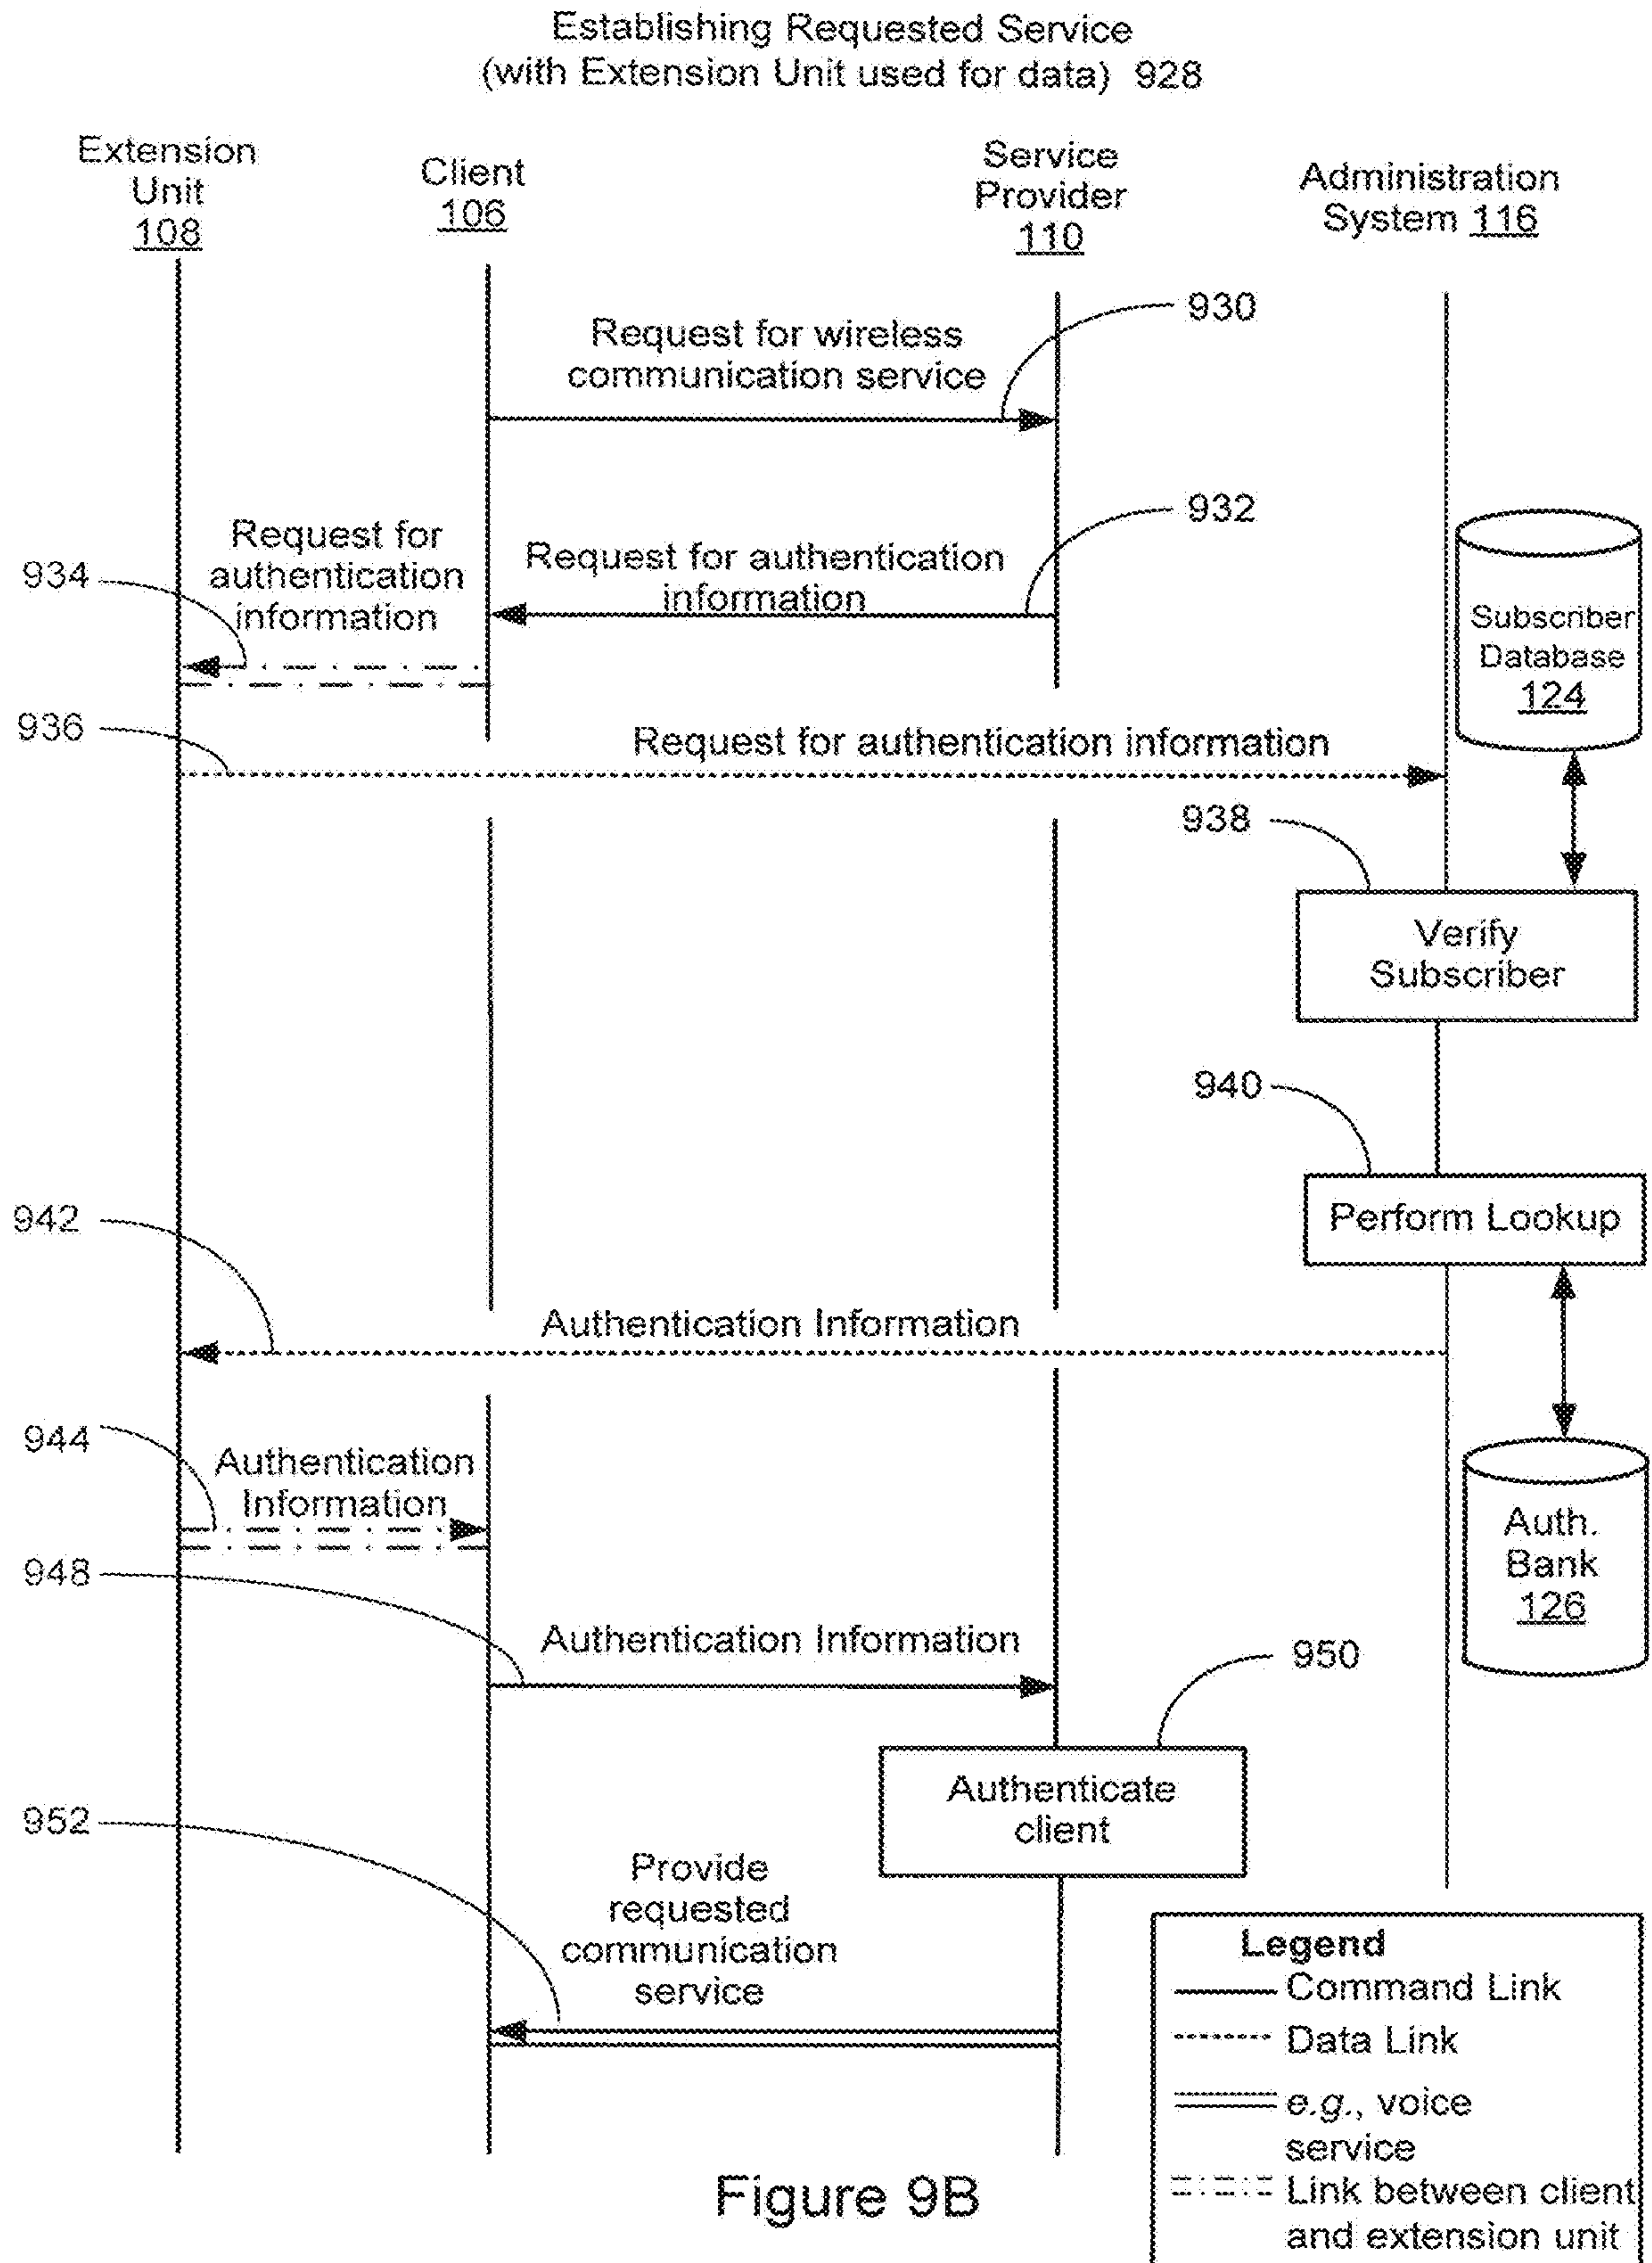 Establishing Requested Service
(with Extension Unit used for data) 928
Extension
Unit
108
Client
106
Service
Provider
110
Administration
System 116
930
Request for wireless
communication service
932
Request for authentication
information
934
Request for
authentication
information
Subscriber
Database
124
936
Request for authentication information
938
Verify
Subscriber
940
Perform Lookup
942
Authentication Information
944
Authentication
Information
Auth.
Bank
126
948
Authentication Information
950
Authenticate
client
952
Provide
requested
communication
service
Legend
Command Link
Data Link
e.g., voice
service
Link between client
and extension unit
Figure 9B